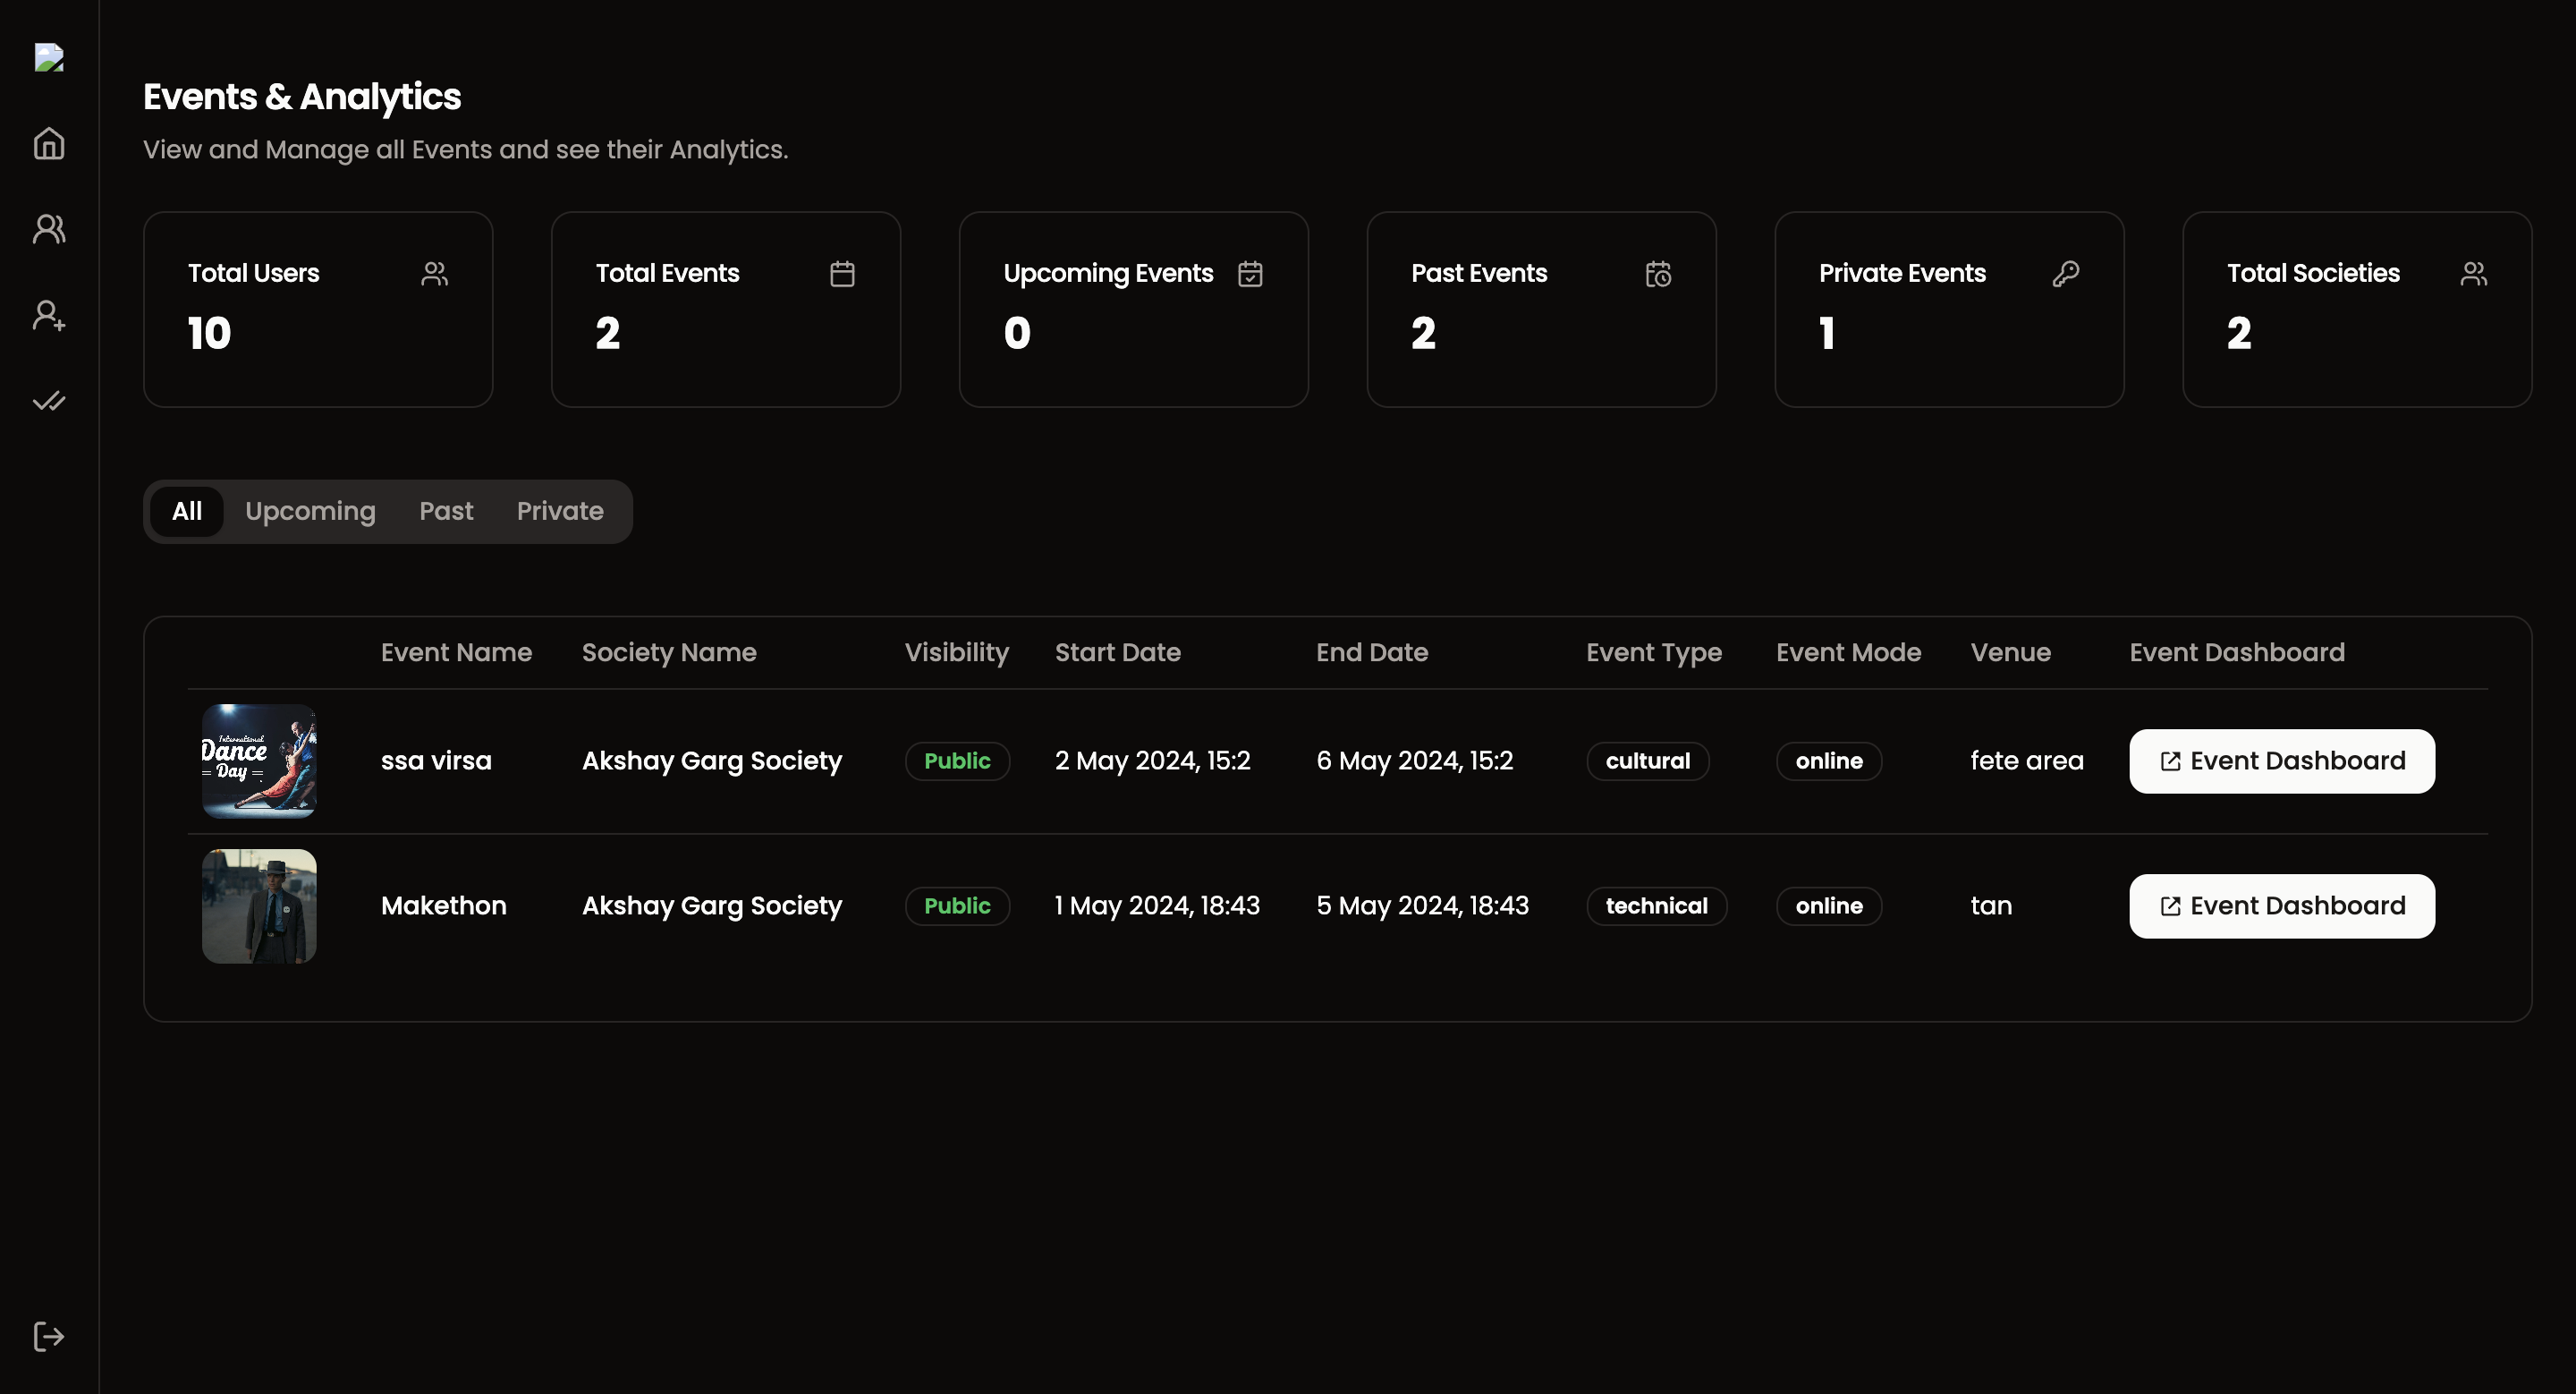 Events & Analytics
View and Manage all Events and see their Analytics.
Total Users
10
Total Events
2
Upcoming Events
0
Past Events
2
Private Events
1
Total Societies
2
All Upcoming Past Private
Event Name Society Name Visibility Start Date End Date Event Type Event Mode Venue Event Dashboard
International
Dance
Day
ssa virsa Akshay Garg Society Public 2 May 2024, 15:2 6 May 2024, 15:2 cultural online fete area Event Dashboard
Makethon Akshay Garg Society Public 1 May 2024, 18:43 5 May 2024, 18:43 technical online tan Event Dashboard